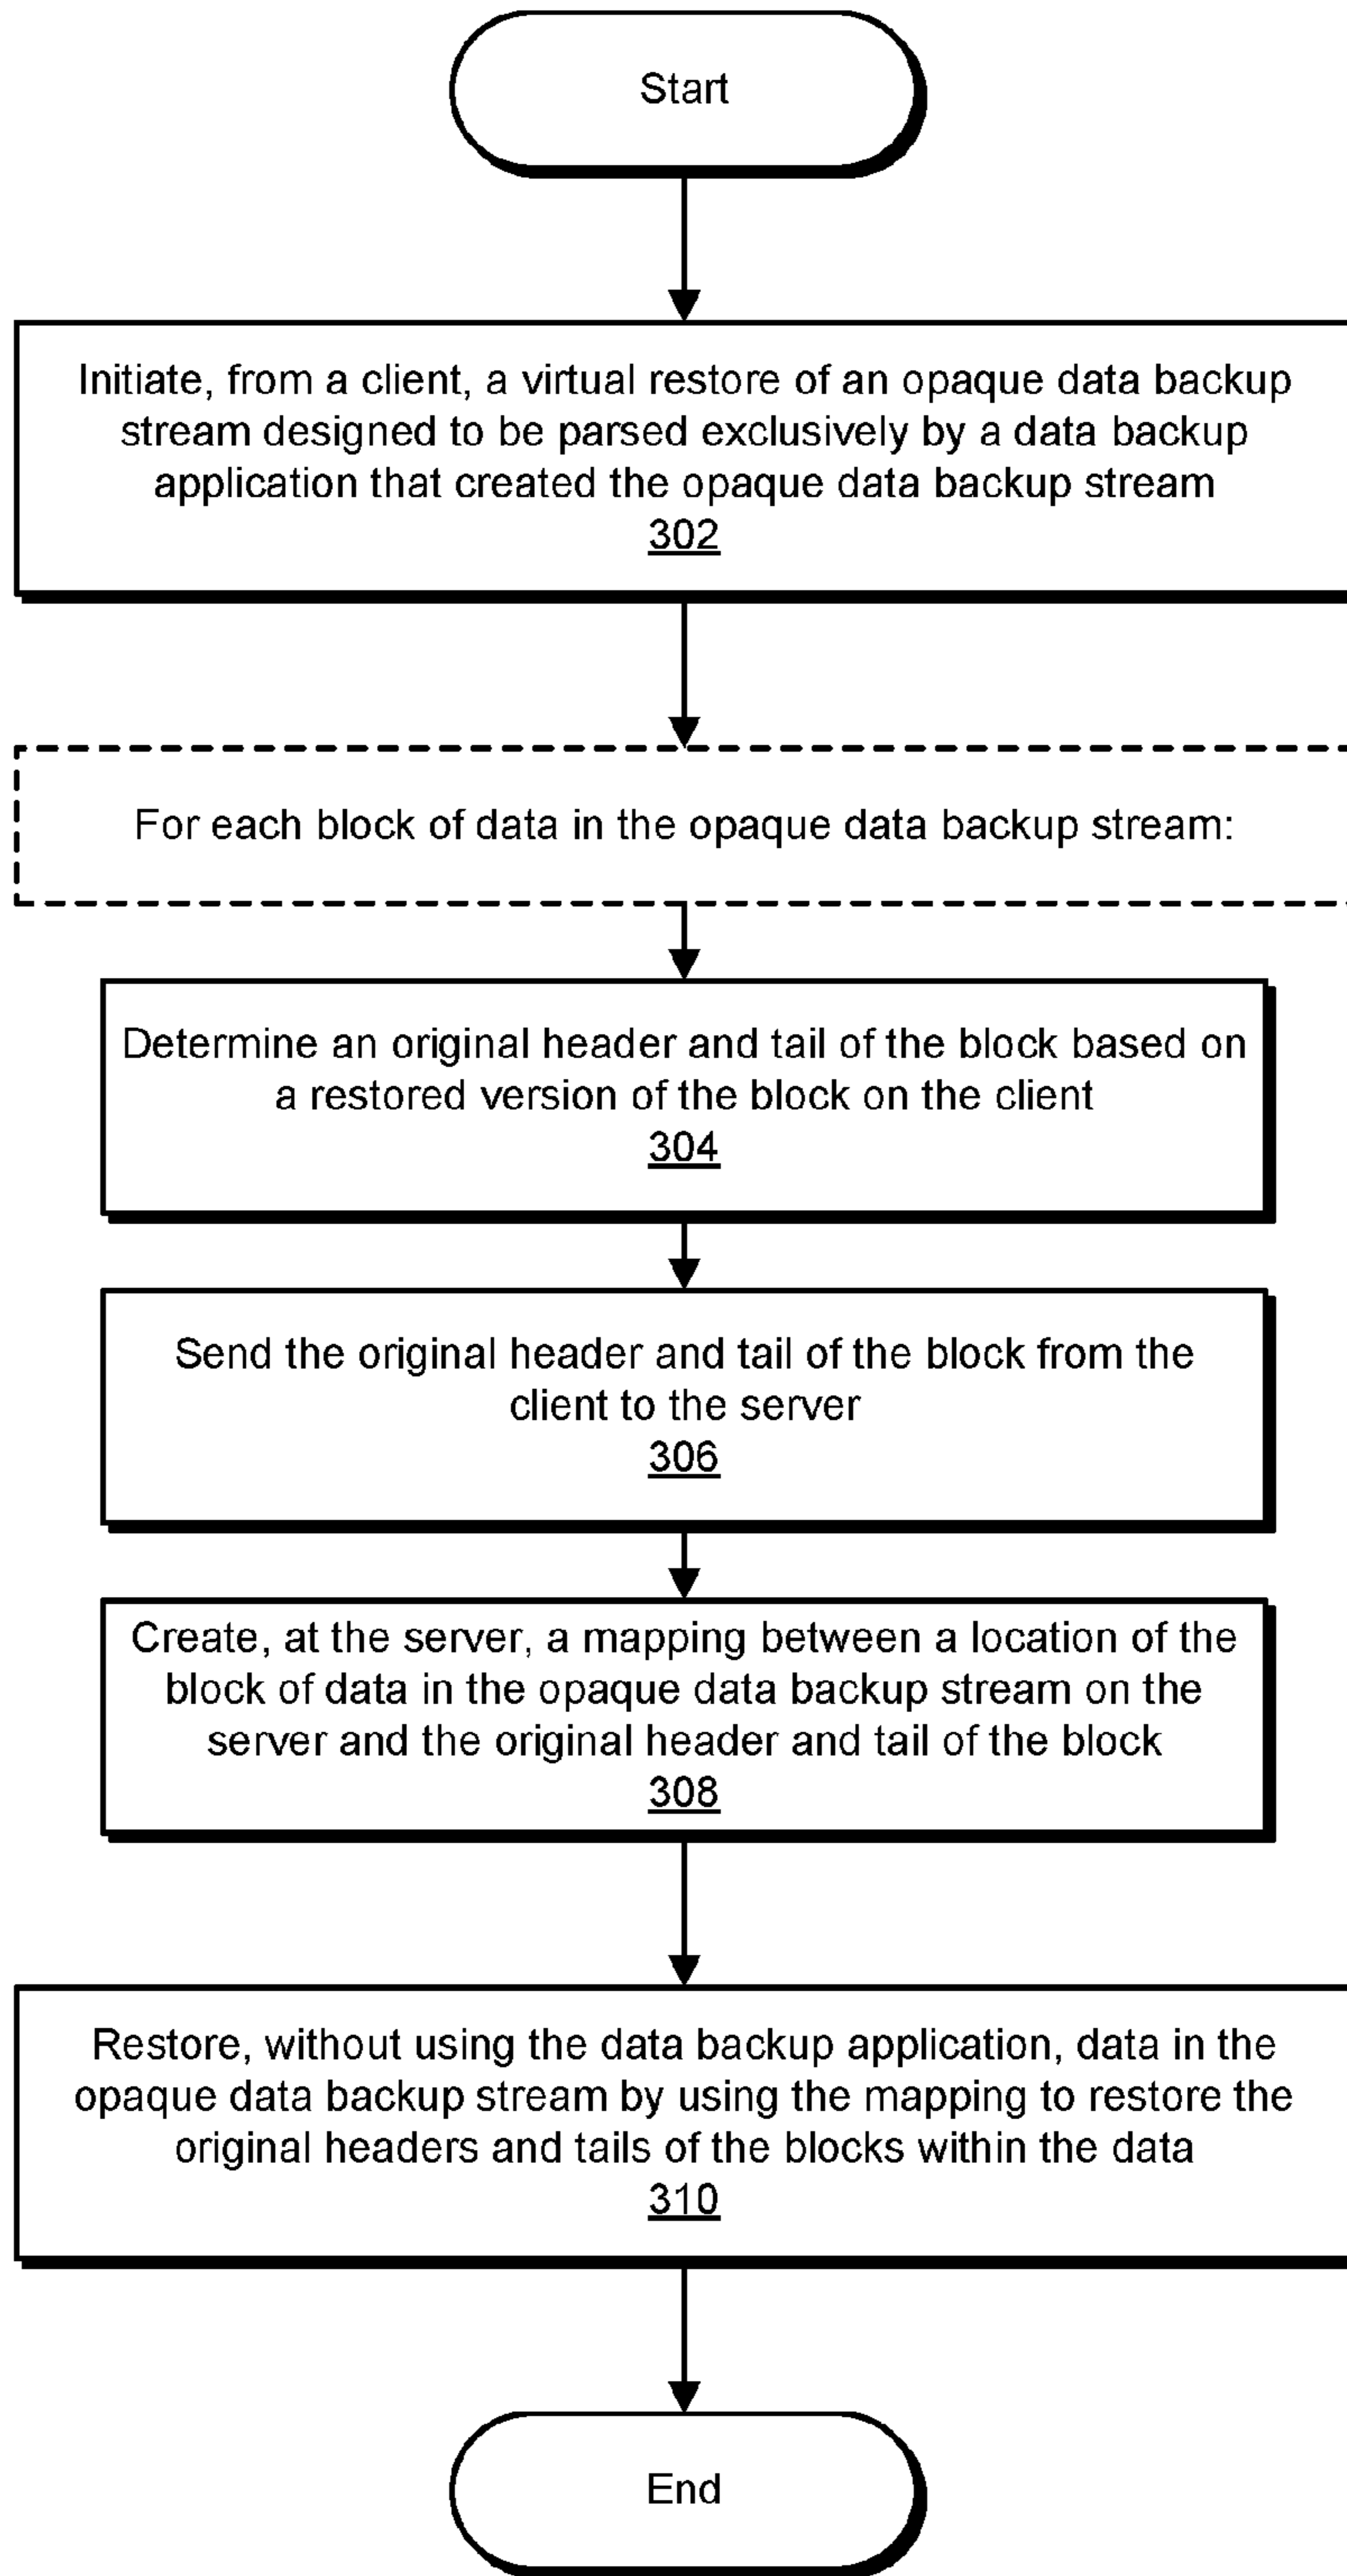 Start
Initiate, from a client, a virtual restore of an opaque data backup
stream designed to be parsed exclusively by a data backup
application that created the opaque data backup stream
302
For each block of data in the opaque data backup stream:
Determine an original header and tail of the block based on
a restored version of the block on the client
304
Send the original header and tail of the block from the
client to the server
306
Create, at the server, a mapping between a location of the
block of data in the opaque data backup stream on the
server and the original header and tail of the block
308
Restore, without using the data backup application, data in the
opaque data backup stream by using the mapping to restore the
original headers and tails of the blocks within the data
310
End